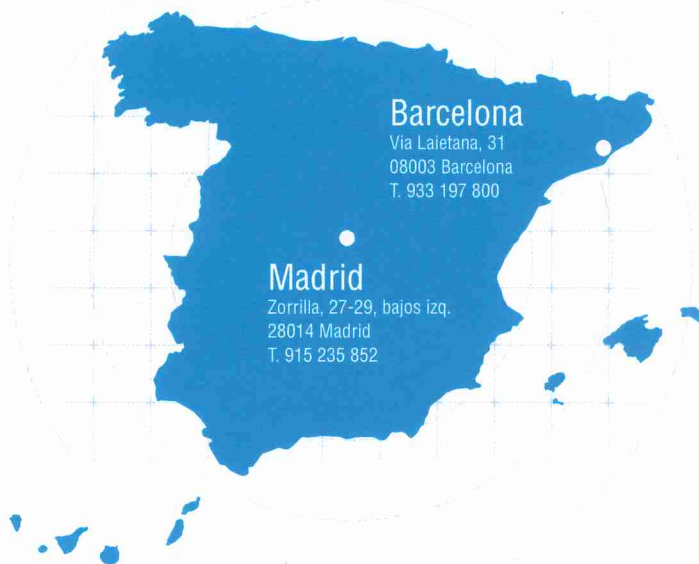 Barcelona
Via Laietana, 31
08003 Barcelona
T. 933 197 800
Madrid
Zorrilla, 27-29, bajos izq.
28014 Madrid
T. 915 235 852